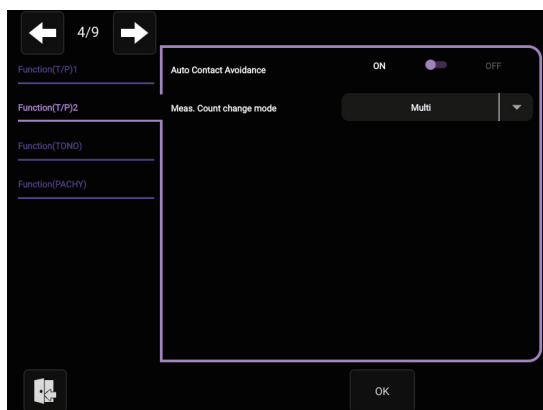 4/9
Function(T/P)1
Function(T/P)2
Function(TONO)
Function(PACHY)
Auto Contact Avoidance ON OFF
Meas. Count change mode Multi
OK